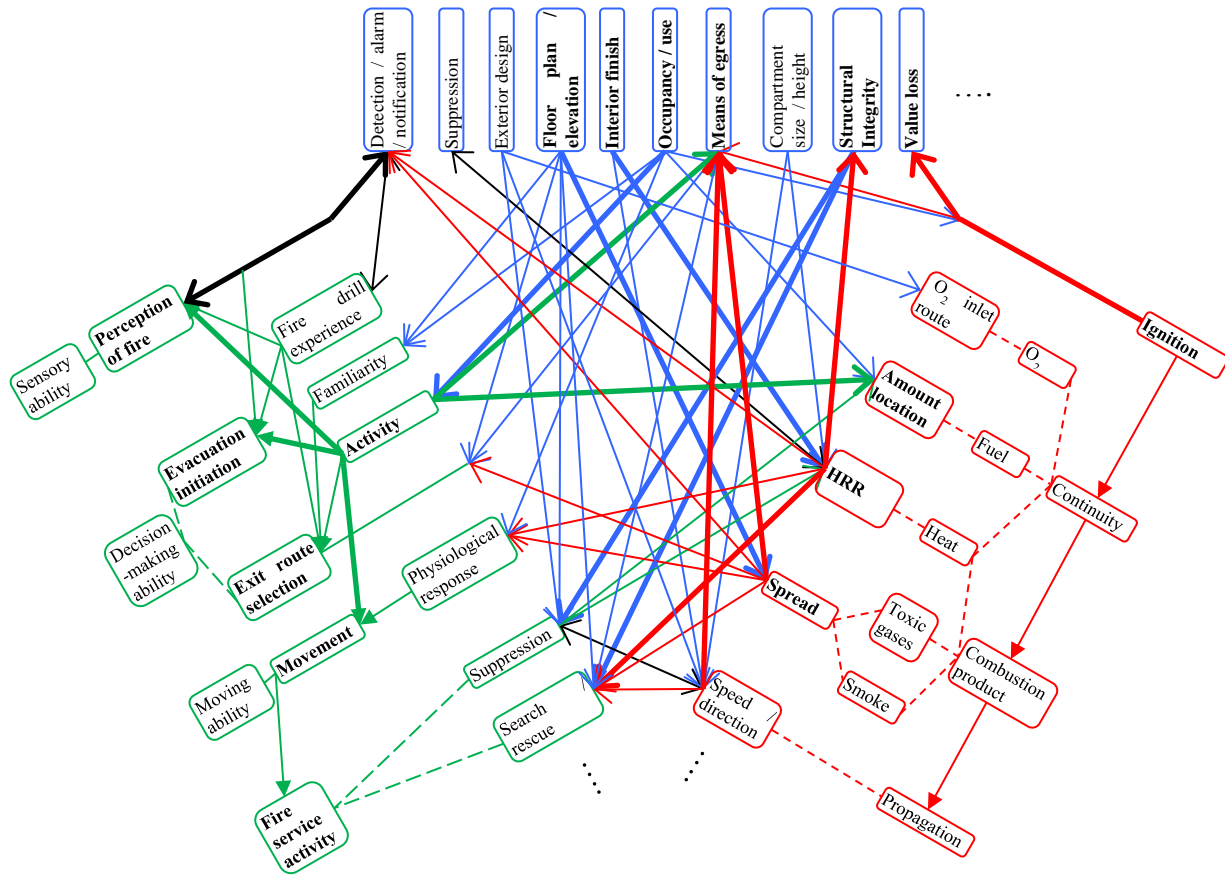 Detection / alarm
/ notification
Suppression
Exterior design
Floor plan /
elevation
Interior finish
Occupancy / use
Means of egress
Compartment
size / height
Structural
Integrity
Value loss
....
Perception
of fire
Sensory
ability
Fire drill
experience
Familiarity
Activity
Evacuation
initiation
Decision
-making
ability
Exit route
selection
Physiological
response
Movement
Moving
ability
Suppression
Search /
rescue
Fire
service
activity
O2 inlet
route
O2
Ignition
Amount
location
Fuel
Continuity
HRR
Heat
Spread
Toxic
gases
Smoke
Combustion
product
Speed /
direction
Propagation
.....
.....